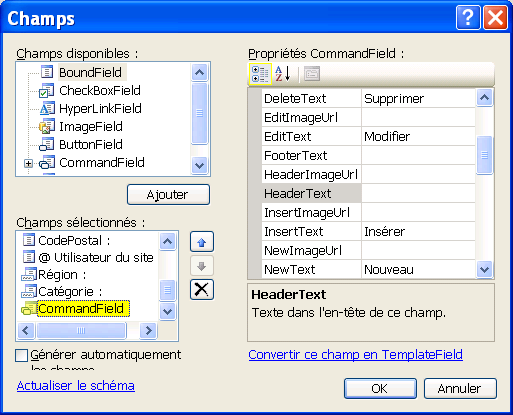 Champs
Champs disponibles :
BoundField
CheckBoxField
HyperLinkField
ImageField
ButtonField
CommandField
Ajouter
Champs sélectionnés :
CodePostal :
@ Utilisateur du site
Région :
Catégorie :
CommandField
Générer automatiquement
les champs
Actualiser le schéma
Propriétés CommandField :
DeleteText Supprimer
EditImageUrl
EditText Modifier
FooterText
HeaderImageUrl
HeaderText
InsertImageUrl
InsertText Insérer
NewImageUrl
NewText Nouveau
HeaderText
Texte dans l'en-tête de ce champ.
Convertir ce champ en TemplateField
OK
Annuler